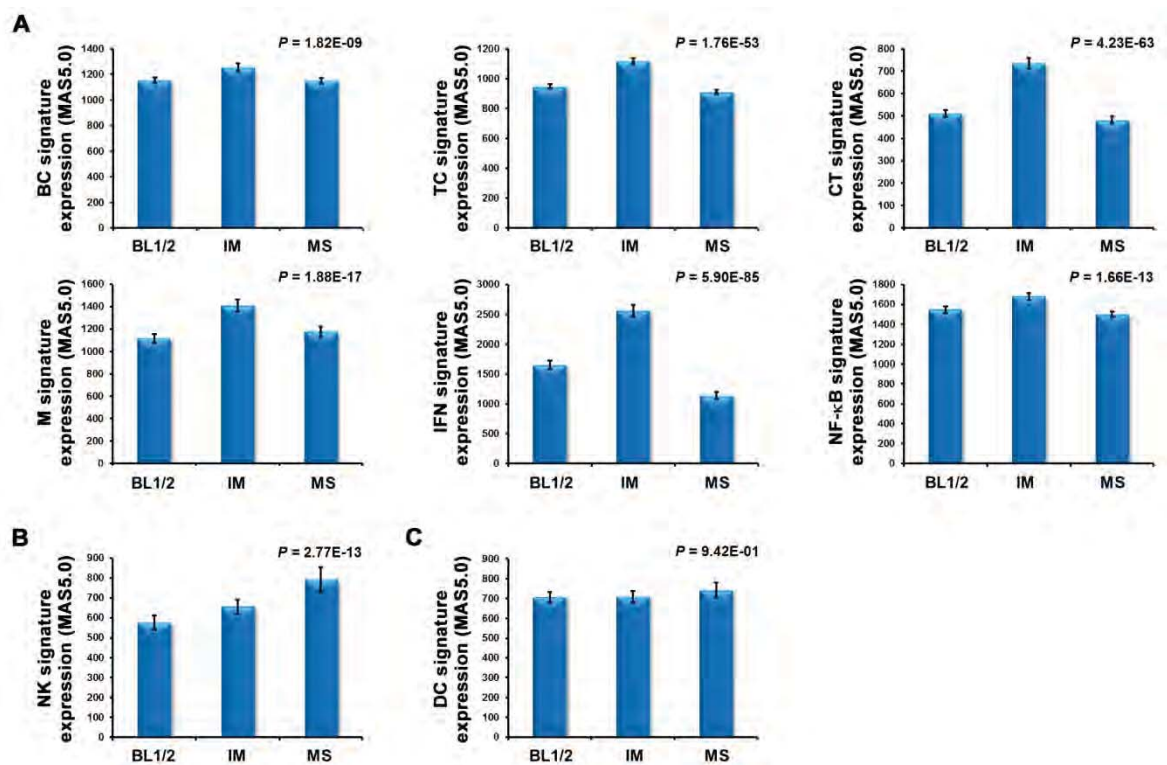 A
P = 1.82E-09
BC signature
expression (MAS5.0)
1400
1200
1000
800
600
400
200
0
BL1/2 IM MS
P = 1.76E-53
TC signature
expression (MAS5.0)
1200
1000
800
600
400
200
0
BL1/2 IM MS
P = 4.23E-63
CT signature
expression (MAS5.0)
800
700
600
500
400
300
200
100
0
BL1/2 IM MS
P = 1.88E-17
M signature
expression (MAS5.0)
1600
1400
1200
1000
800
600
400
200
0
BL1/2 IM MS
P = 5.90E-85
IFN signature
expression (MAS5.0)
3000
2500
2000
1500
1000
500
0
BL1/2 IM MS
P = 1.66E-13
NF-κB signature
expression (MAS5.0)
1800
1600
1400
1200
1000
800
600
400
200
0
BL1/2 IM MS
B
P = 2.77E-13
NK signature
expression (MAS5.0)
900
800
700
600
500
400
300
200
100
0
BL1/2 IM MS
C
P = 9.42E-01
DC signature
expression (MAS5.0)
900
800
700
600
500
400
300
200
100
0
BL1/2 IM MS